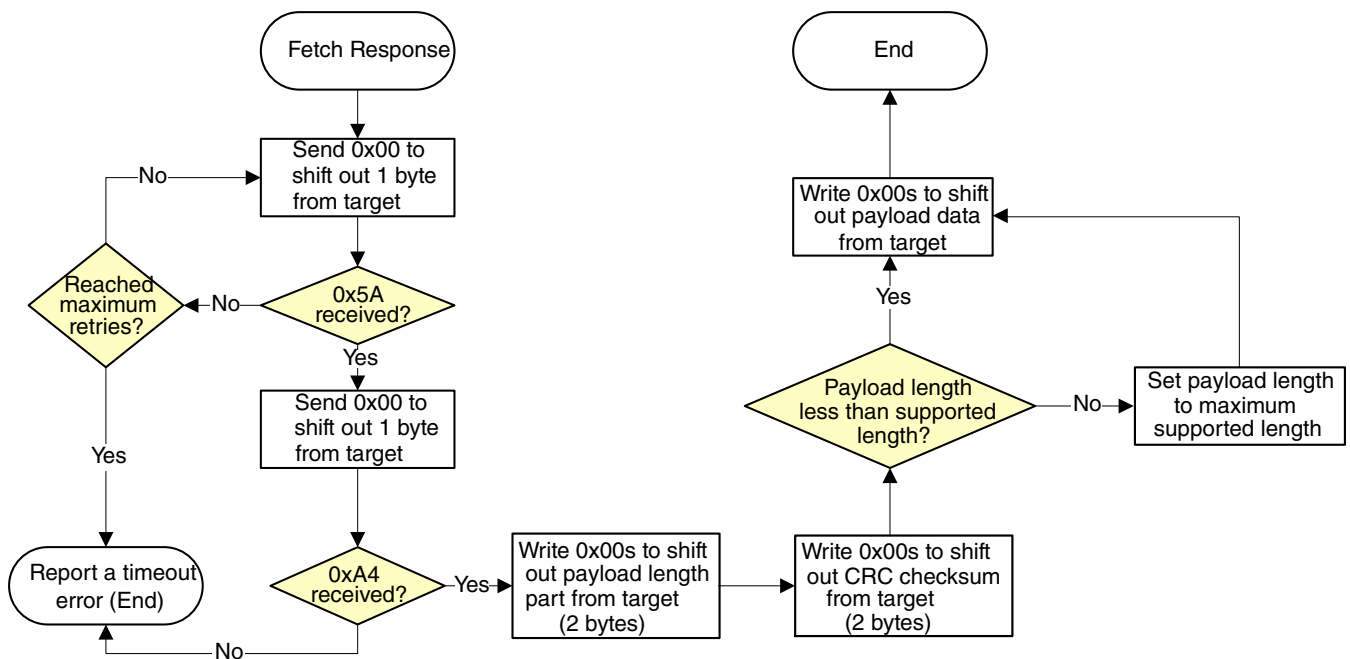 Fetch Response
End
Send 0x00 to
shift out 1 byte
from target
No
Write 0x00s to shift
out payload data
from target
Reached
maximum
retries?
No
0x5A
received?
Yes
Yes
Send 0x00 to
shift out 1 byte
from target
Payload length
less than supported
length?
No
Set payload length
to maximum
supported length
Yes
Report a timeout
error (End)
0xA4
received?
Yes
Write 0x00s to shift
out payload length
part from target
(2 bytes)
Write 0x00s to shift
out CRC checksum
from target
(2 bytes)
No